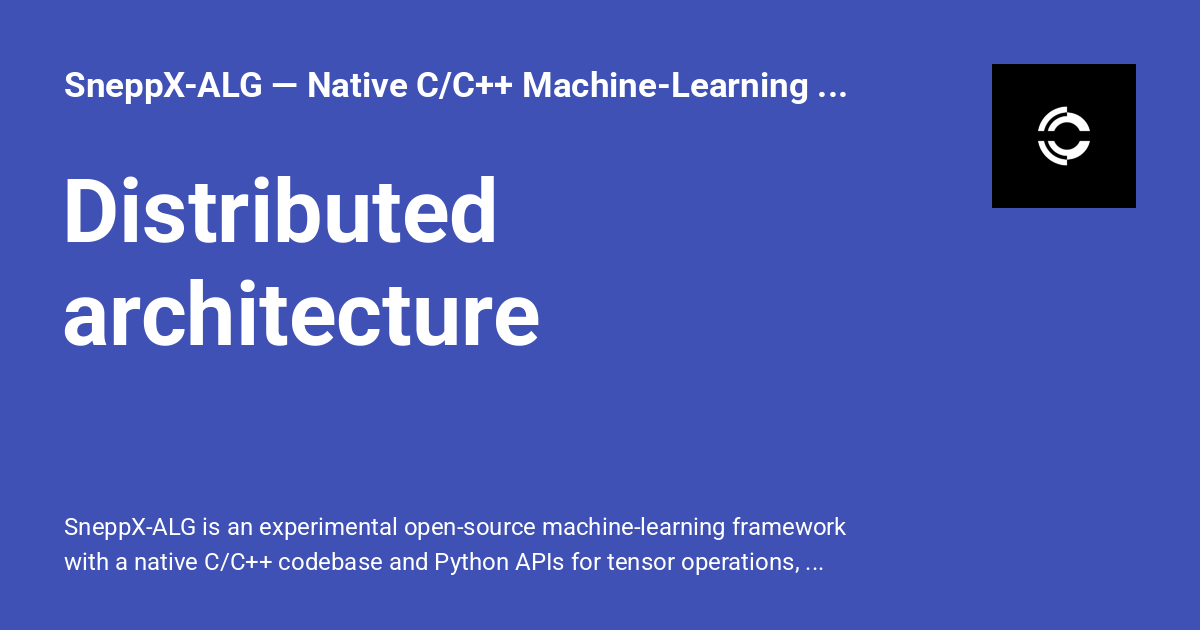 SneppX-ALG — Native C/C++ Machine-Learning ...
Distributed
architecture
SneppX-ALG is an experimental open-source machine-learning framework
with a native C/C++ codebase and Python APIs for tensor operations, ...